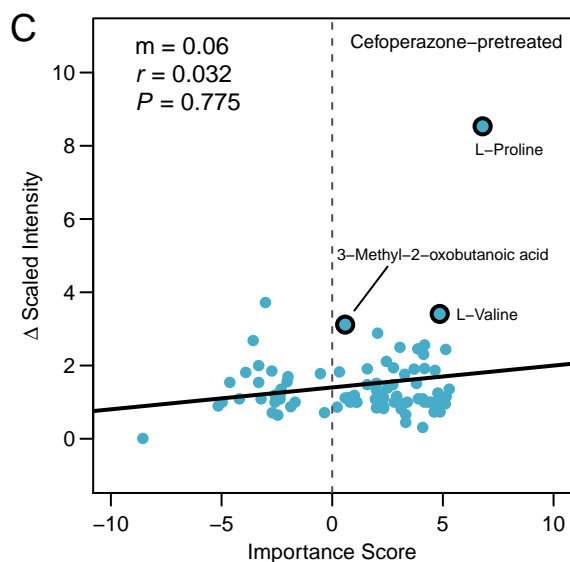 C
m = 0.06
r = 0.032
P = 0.775
Cefoperazone−pretreated
L−Proline
3−Methyl−2−oxobutanoic acid
L−Valine
Δ Scaled Intensity
10
8
6
4
2
0
−10 −5 0 5 10
Importance Score